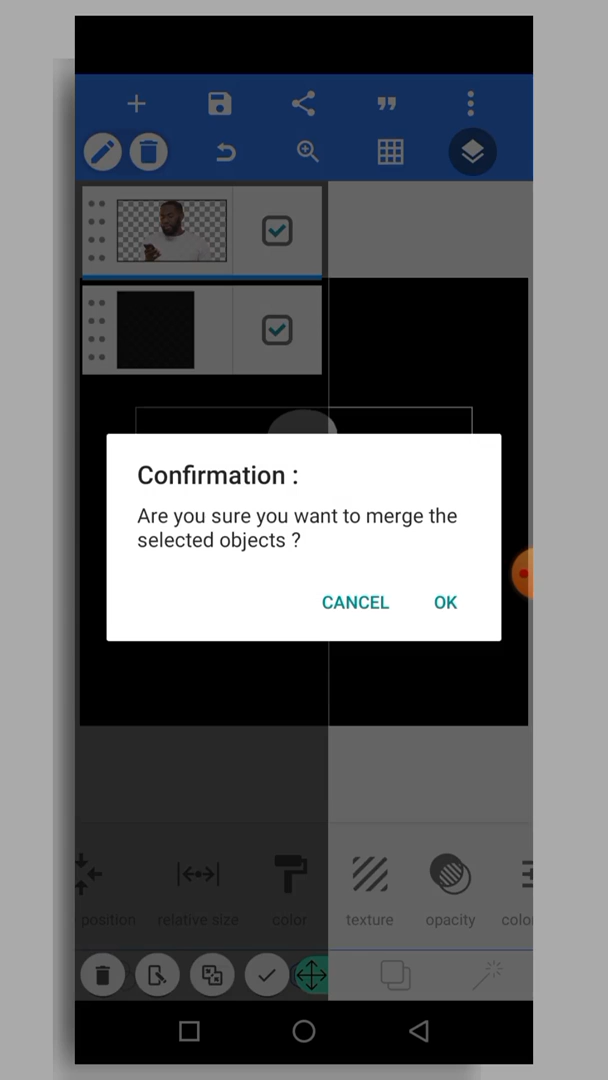 Confirmation :
Are you sure you want to merge the
selected objects ?
CANCEL OK
position relative size color texture opacity colo